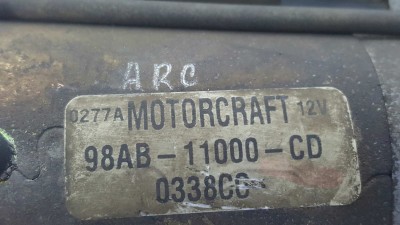 ARC
0277A MOTORCRAFT 12V
98AB-11000-CD
0338CC